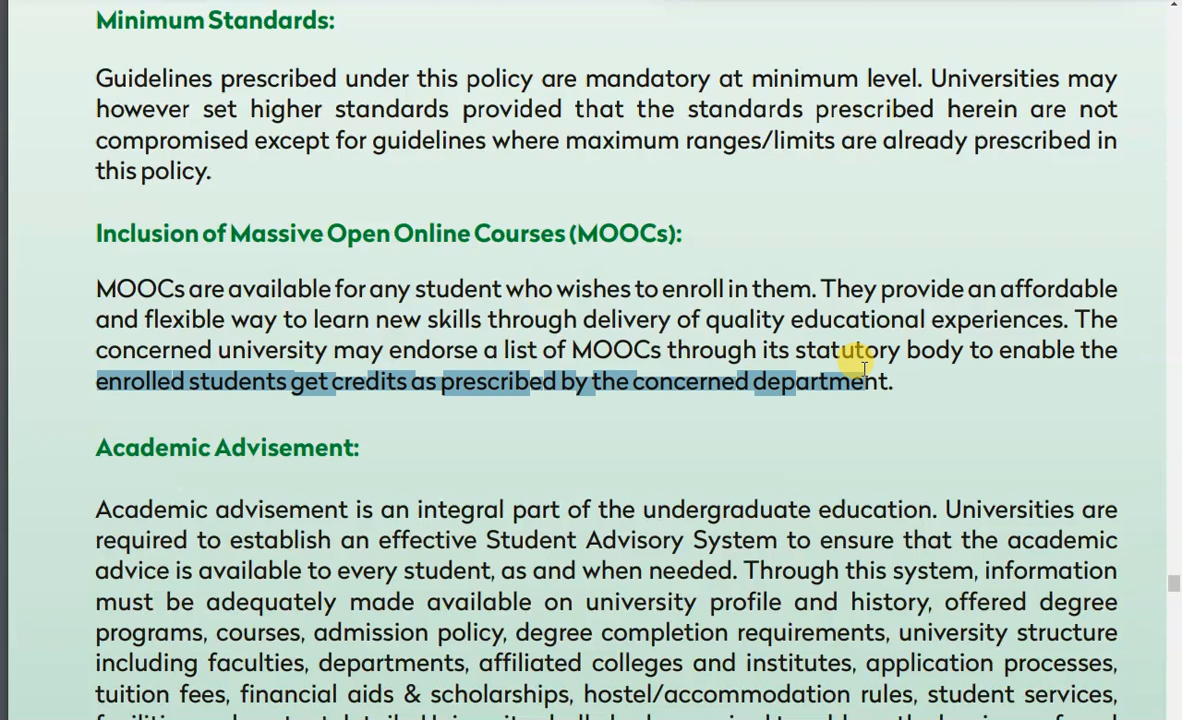 Minimum Standards:
Guidelines prescribed under this policy are mandatory at minimum level. Universities may
however set higher standards provided that the standards prescribed herein are not
compromised except for guidelines where maximum ranges/limits are already prescribed in
this policy.
Inclusion of Massive Open Online Courses (MOOCs):
MOOCs are available for any student who wishes to enroll in them. They provide an affordable
and flexible way to learn new skills through delivery of quality educational experiences. The
concerned university may endorse a list of MOOCs through its statutory body to enable the
enrolled students get credits as prescribed by the concerned department.
Academic Advisement:
Academic advisement is an integral part of the undergraduate education. Universities are
required to establish an effective Student Advisory System to ensure that the academic
advice is available to every student, as and when needed. Through this system, information
must be adequately made available on university profile and history, offered degree
programs, courses, admission policy, degree completion requirements, university structure
including faculties, departments, affiliated colleges and institutes, application processes,
tuition fees, financial aids & scholarships, hostel/accommodation rules, student services,